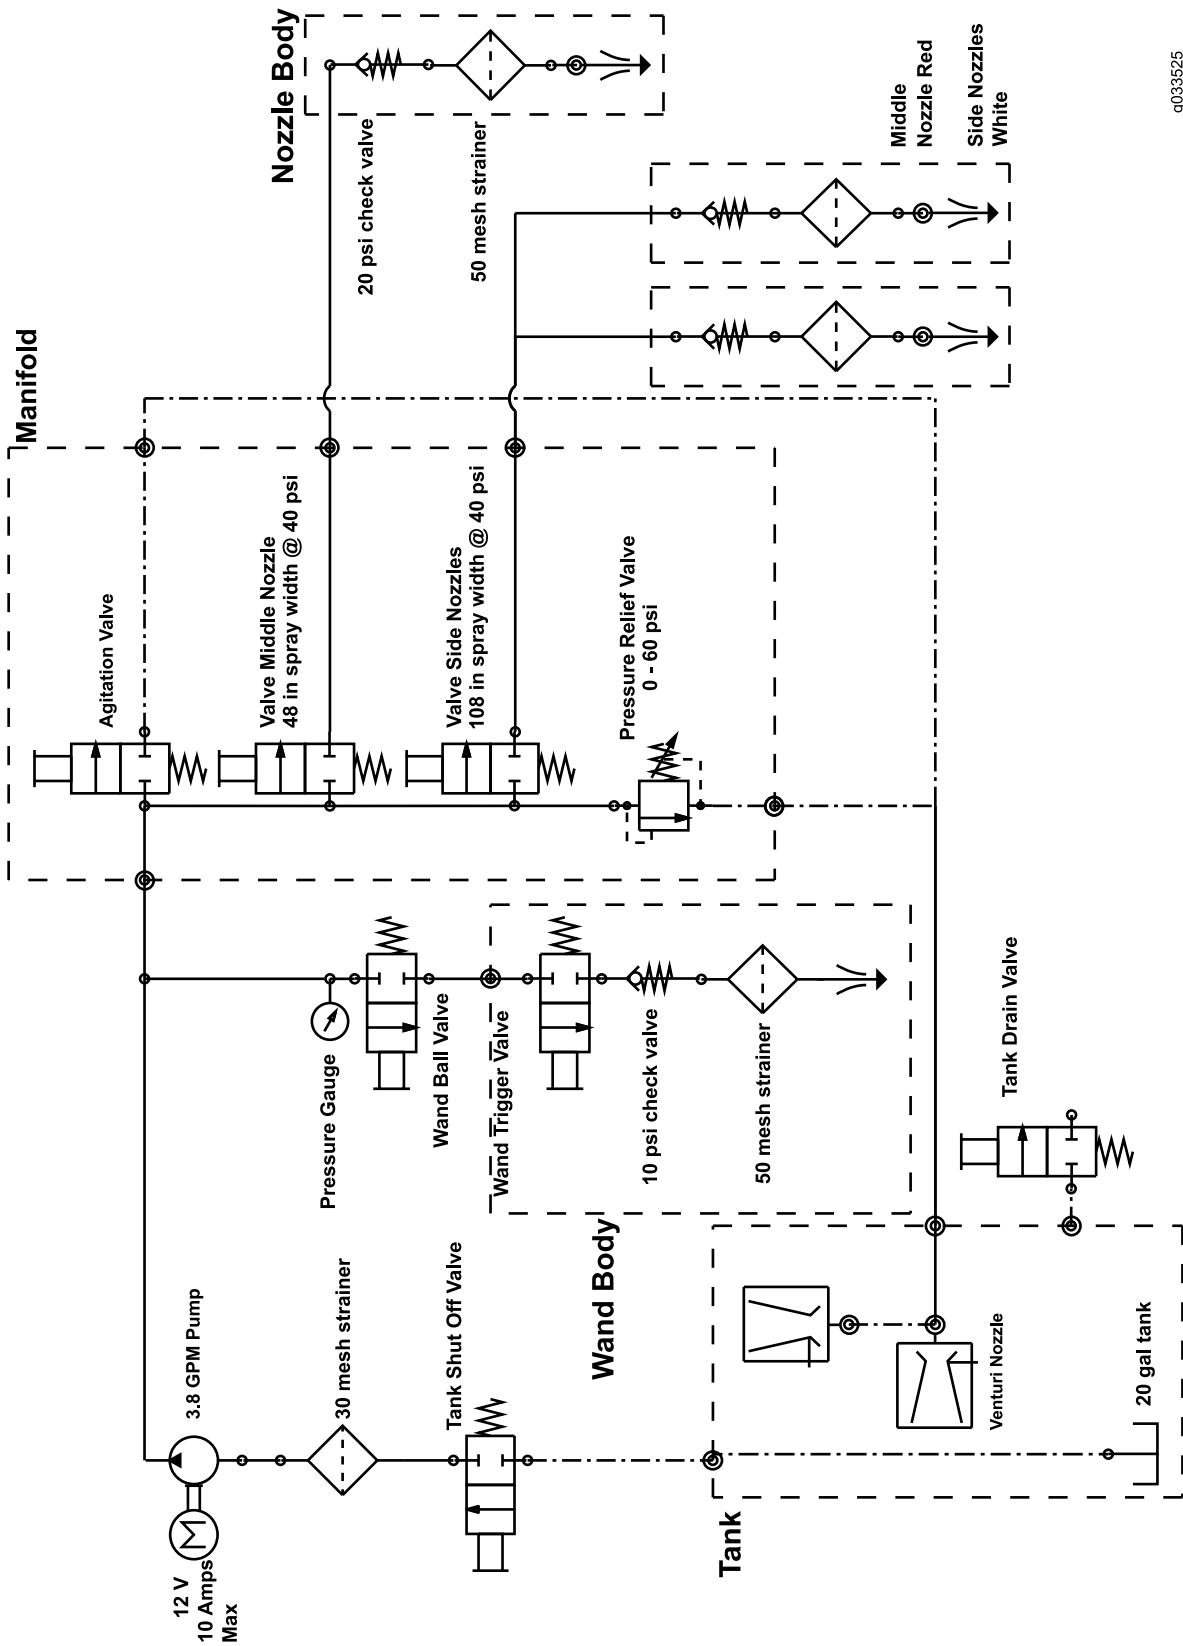 Nozzle Body
20 psi check valve
50 mesh strainer
Middle
Nozzle Red
Side Nozzles
White
g033525
Manifold
Agitation Valve
Valve Middle Nozzle
48 in spray width @ 40 psi
Valve Side Nozzles
108 in spray width @ 40 psi
Pressure Relief Valve
0 - 60 psi
Pressure Gauge
Wand Ball Valve
Wand Trigger Valve
10 psi check valve
50 mesh strainer
Wand Body
Tank Drain Valve
12 V
10 Amps
Max
M
3.8 GPM Pump
30 mesh strainer
Tank Shut Off Valve
Tank
Venturi Nozzle
20 gal tank